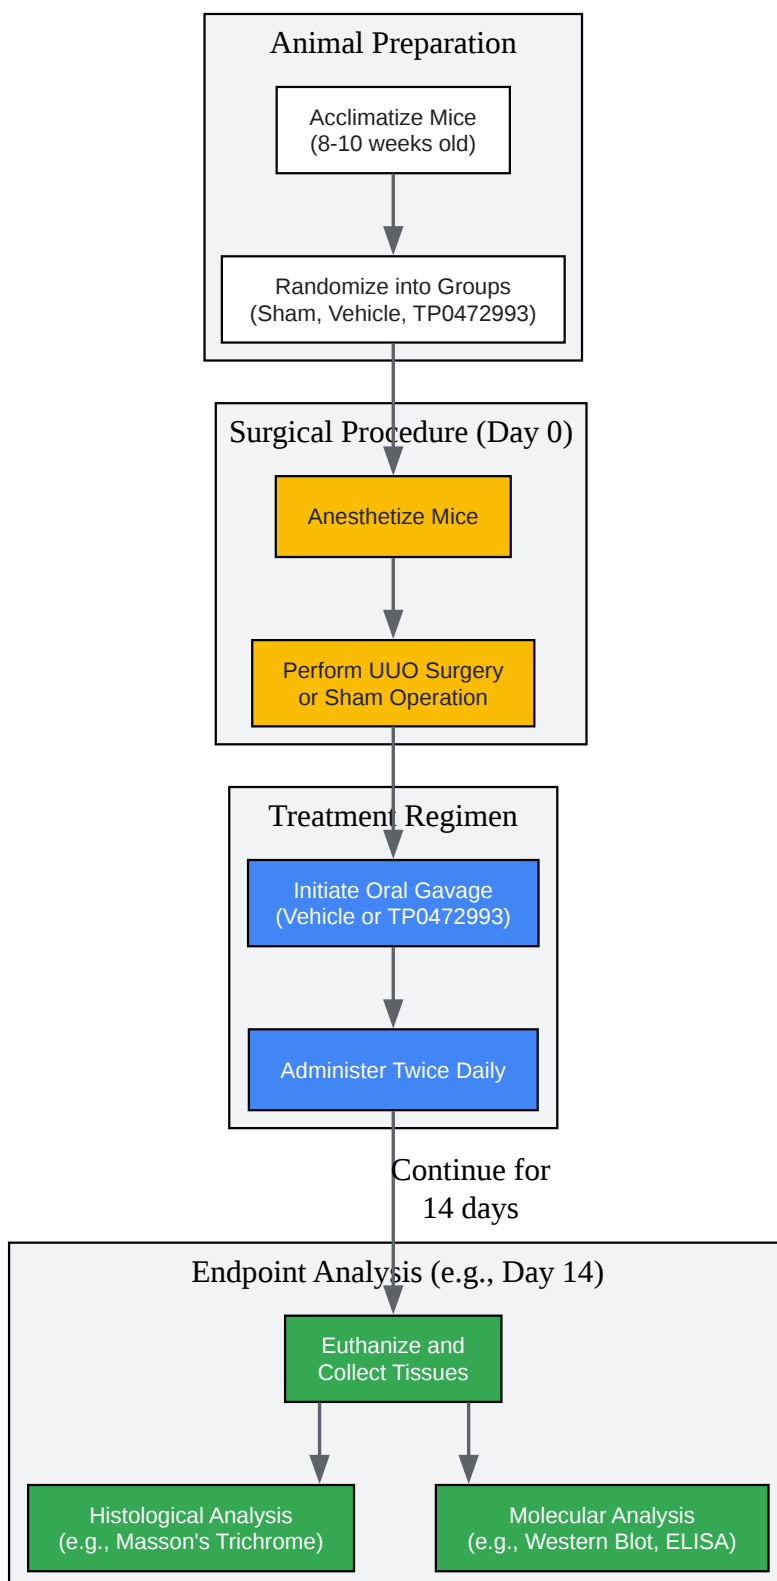 Animal Preparation
Acclimatize Mice
(8-10 weeks old)
Randomize into Groups
(Sham, Vehicle, TP0472993)
Surgical Procedure (Day 0)
Anesthetize Mice
Perform UUO Surgery
or Sham Operation
Treatment Regimen
Initiate Oral Gavage
(Vehicle or TP0472993)
Administer Twice Daily
Continue for
14 days
Endpoint Analysis (e.g., Day 14)
Euthanize and
Collect Tissues
Histological Analysis
(e.g., Masson's Trichrome)
Molecular Analysis
(e.g., Western Blot, ELISA)